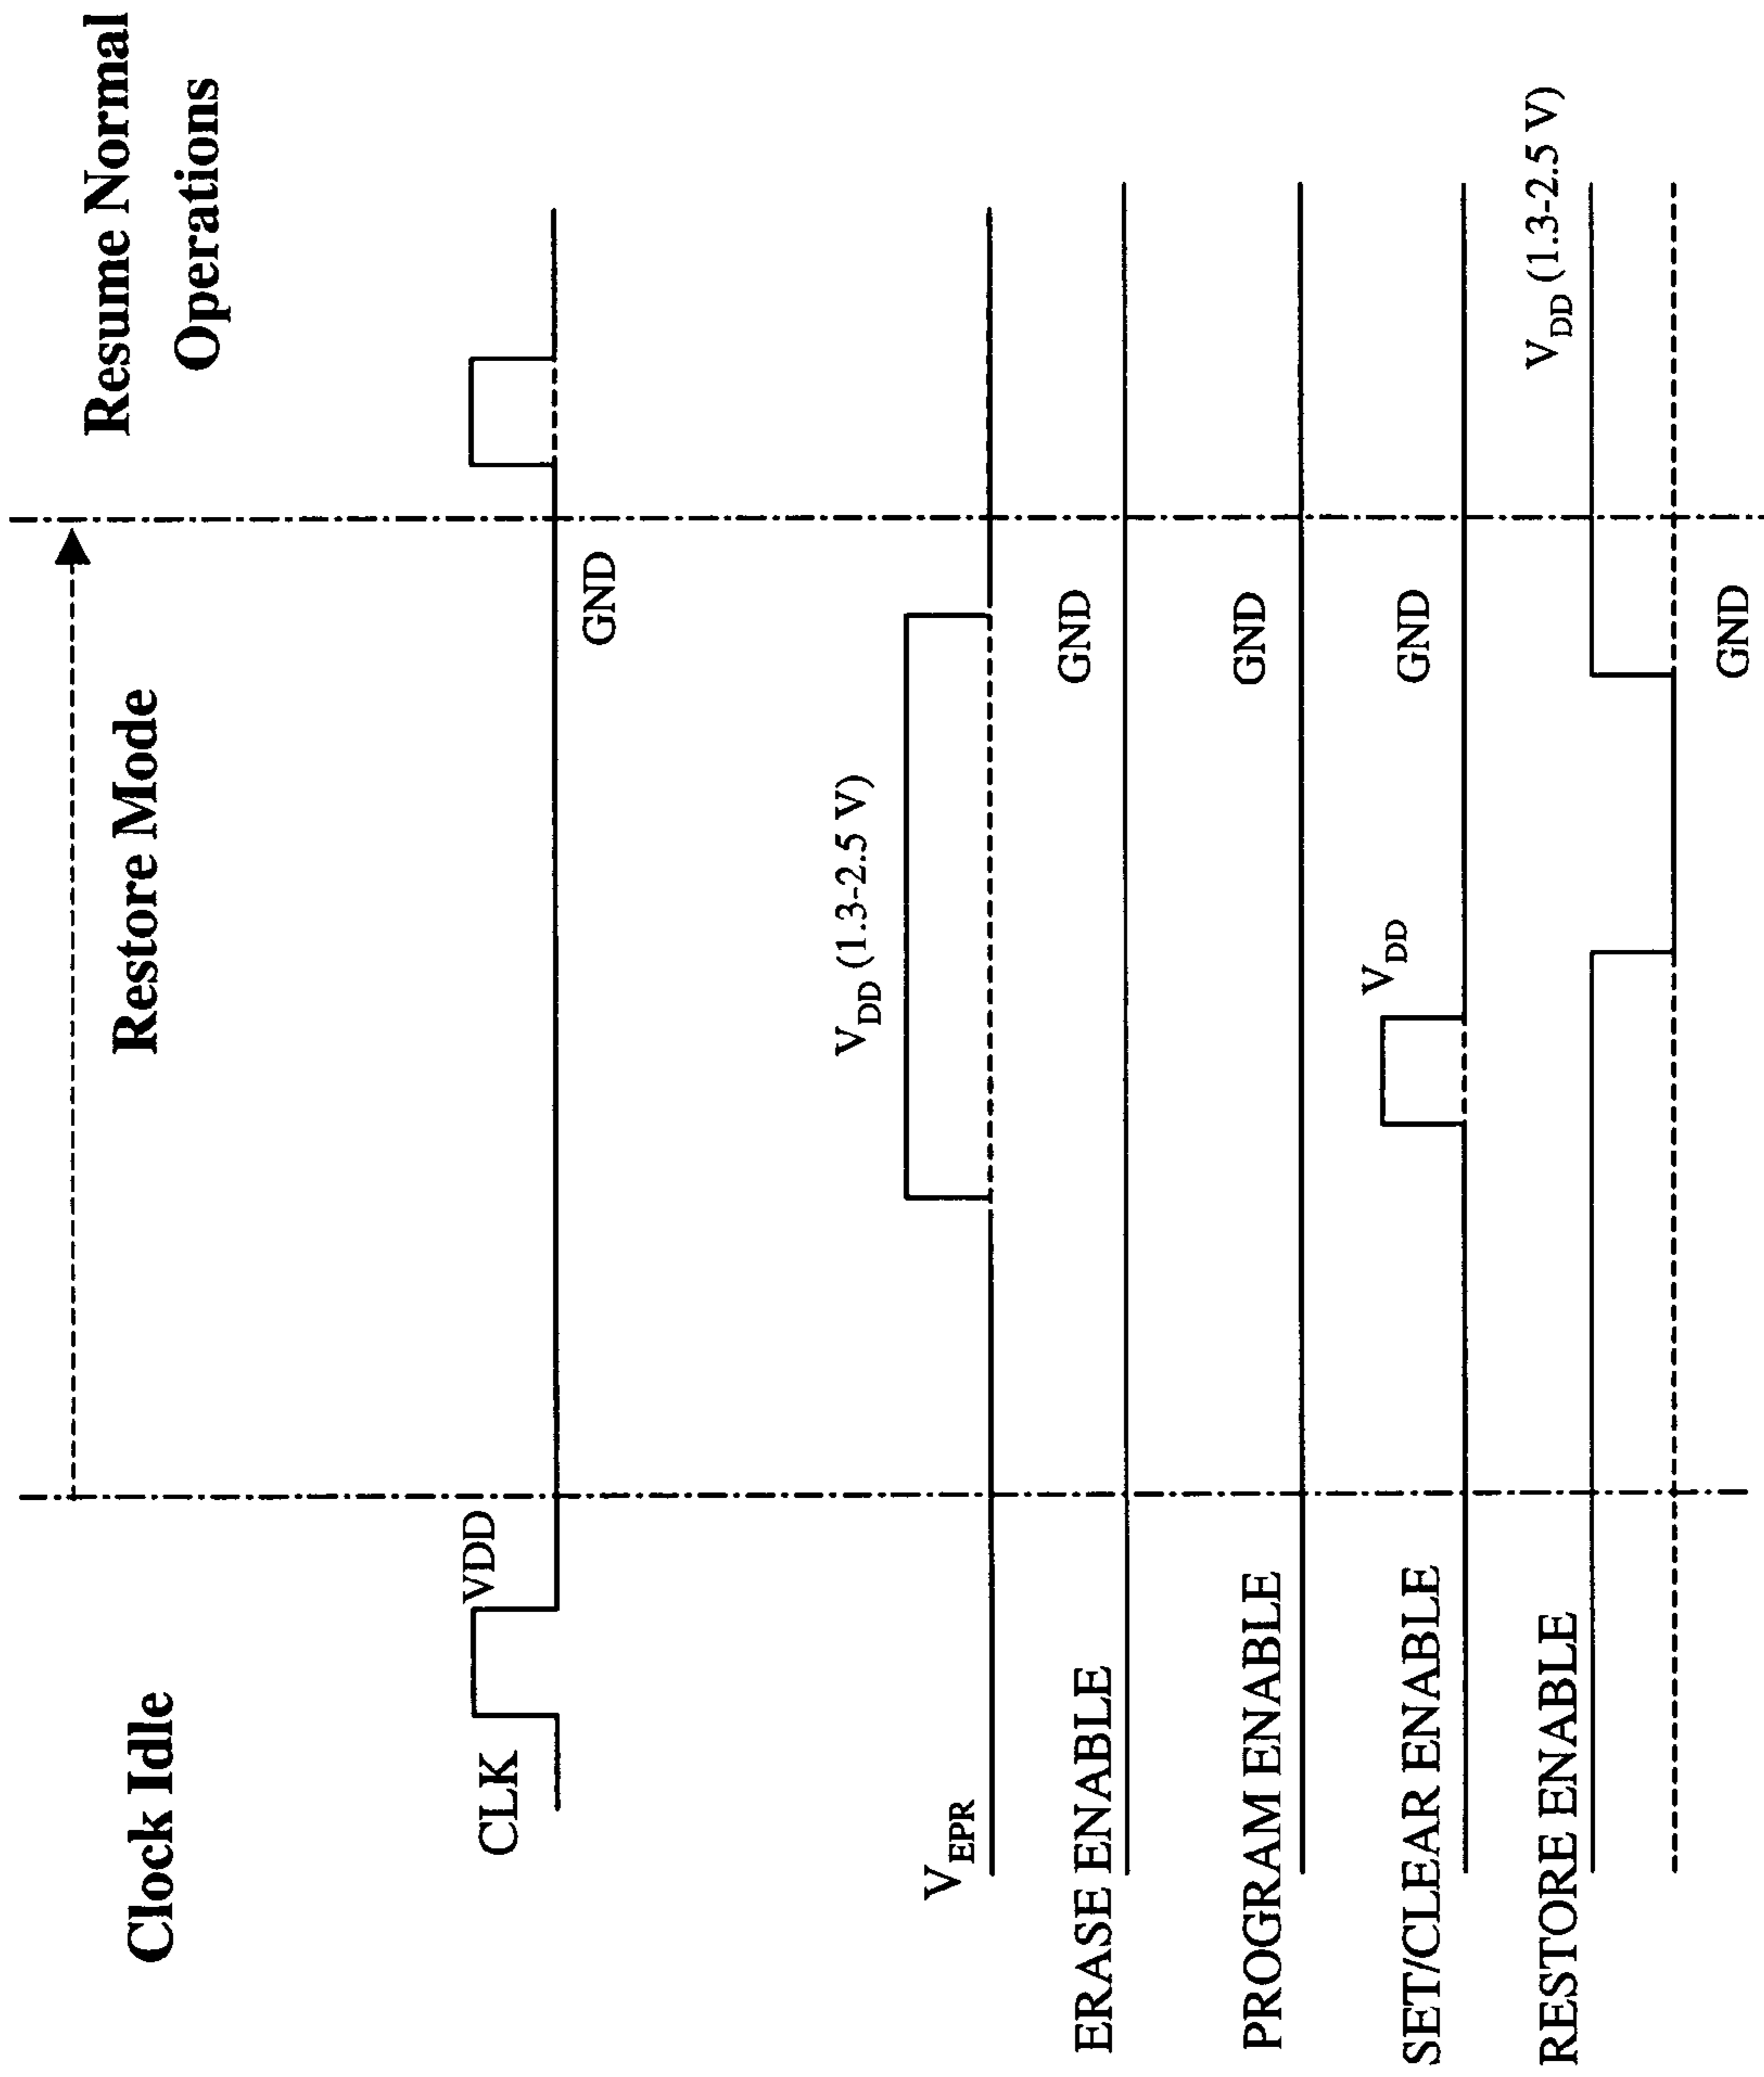 Clock Idle
Restore Mode
Resume Normal
Operations
CLK
VDD
GND
V_EPR
V_DD (1.3-2.5 V)
ERASE ENABLE
GND
PROGRAM ENABLE
GND
SET/CLEAR ENABLE
V_DD
GND
RESTORE ENABLE
V_DD (1.3-2.5 V)
GND